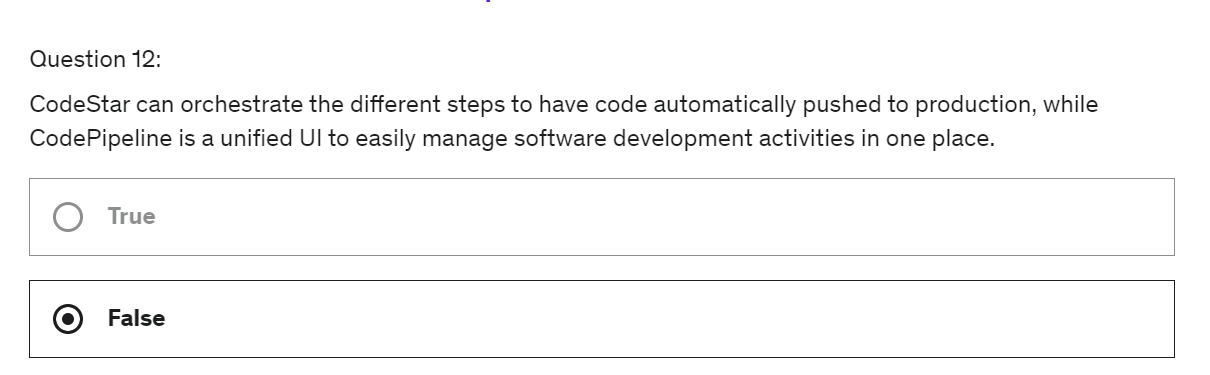 Question 12:
CodeStar can orchestrate the different steps to have code automatically pushed to production, while
CodePipeline is a unified UI to easily manage software development activities in one place.
True
False